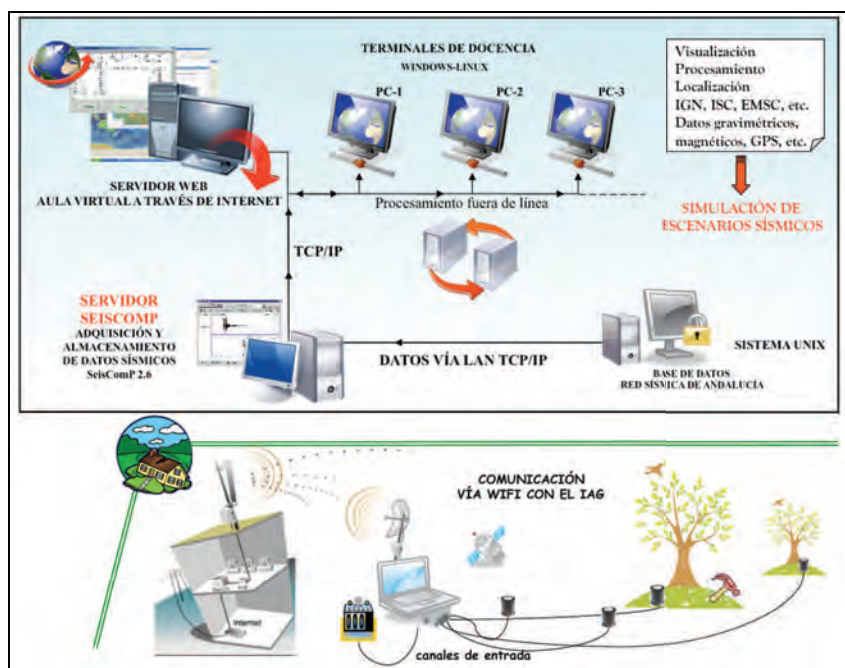 TERMINALES DE DOCENCIA
WINDOWS-LINUX
PC-1
PC-2
PC-3
Visualización
Procesamiento
Localización
IGN, ISC, EMSC, etc.
Datos gravimétricos,
magnéticos, GPS, etc.
SERVIDOR WEB
AULA VIRTUAL A TRAVÉS DE INTERNET
Procesamiento fuera de línea
SIMULACIÓN DE
ESCENARIOS SÍSMICOS
TCP/IP
SERVIDOR
SEISCOMP
ADQUISICIÓN Y
ALMACENAMIENTO
DE DATOS SÍSMICOS
SeisComP 2.6
DATOS VÍA LAN TCP/IP
SISTEMA UNIX
BASE DE DATOS
RED SÍSMICA DE ANDALUCÍA
COMUNICACIÓN
VÍA WIFI CON EL IAG
Internet
canales de entrada